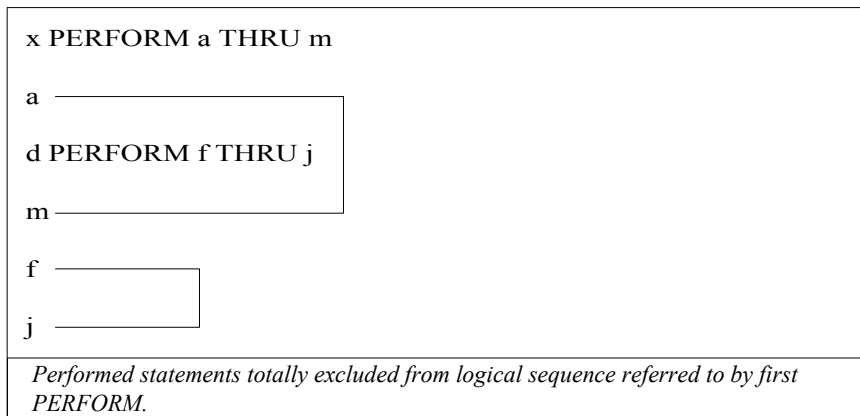 x PERFORM a THRU m
a
d PERFORM f THRU j
m
f
j
Performed statements totally excluded from logical sequence referred to by first
PERFORM.